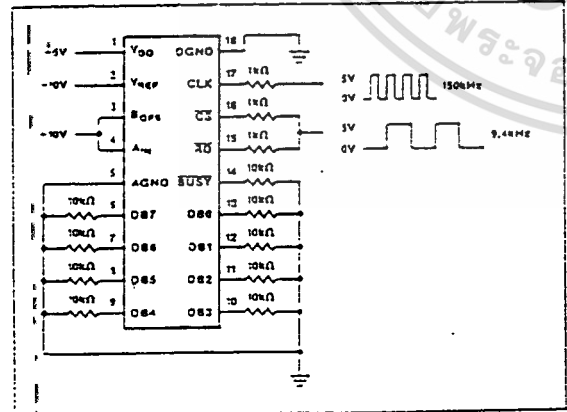 +5V 1 VDD DGND 18
-10V 2 VREF CLK 17 1kΩ
5V 0V 150kHz
3 BOFS CS 16 1kΩ
+10V
4 AIN RD 15 1kΩ
5V 0V 9.4kHz
5 AGND BUSY 14 10kΩ
10kΩ 6 DB7 DB0 13 10kΩ
10kΩ 7 DB6 DB1 12 10kΩ
10kΩ 8 DB5 DB2 11 10kΩ
10kΩ 9 DB4 DB3 10 10kΩ